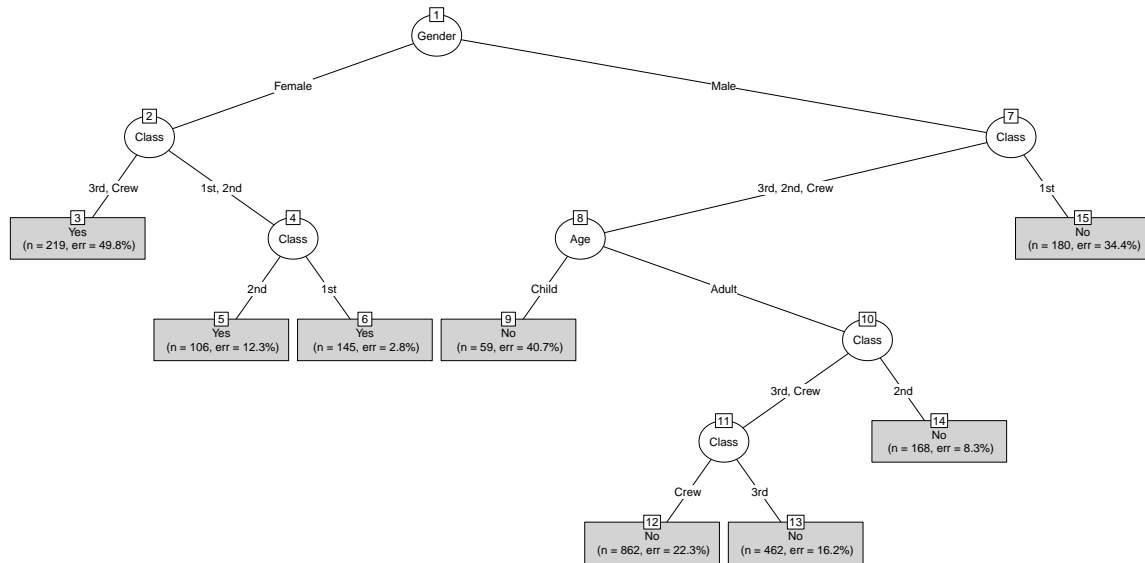 1
Gender
Female
Male
2
Class
7
Class
3rd, Crew
1st, 2nd
3rd, 2nd, Crew
1st
3
Yes
(n = 219, err = 49.8%)
4
Class
8
Age
15
No
(n = 180, err = 34.4%)
2nd
1st
Child
Adult
5
Yes
(n = 106, err = 12.3%)
6
Yes
(n = 145, err = 2.8%)
9
No
(n = 59, err = 40.7%)
10
Class
3rd, Crew
2nd
11
Class
14
No
(n = 168, err = 8.3%)
Crew
3rd
12
No
(n = 862, err = 22.3%)
13
No
(n = 462, err = 16.2%)